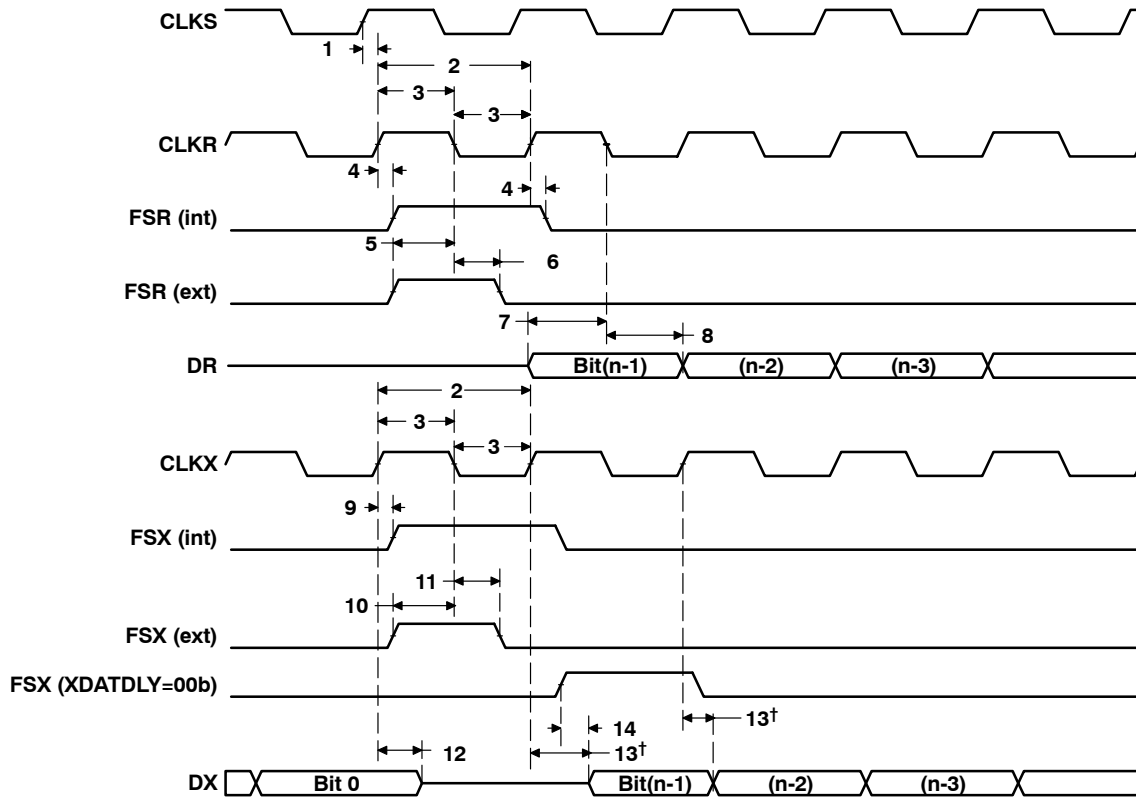 CLKS
1
2
3
3
CLKR
4
4
FSR (int)
5
6
FSR (ext)
7
8
DR Bit(n-1) (n-2) (n-3)
2
3
3
CLKX
9
FSX (int)
11
10
FSX (ext)
FSX (XDATDLY=00b)
13†
14
13†
12
DX Bit 0 Bit(n-1) (n-2) (n-3)